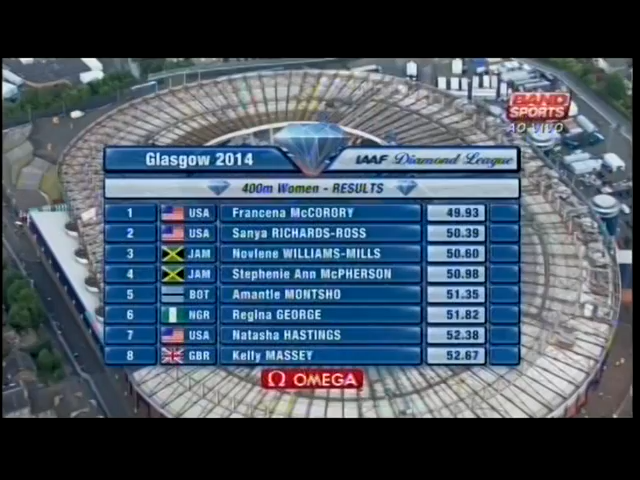 BAND
SPORTS
AO VIVO
Glasgow 2014 IAAF Diamond League
400m Women - RESULTS
1 USA Francena McCORORY 49.93
2 USA Sanya RICHARDS-ROSS 50.39
3 JAM Novlene WILLIAMS-MILLS 50.60
4 JAM Stephenie Ann McPHERSON 50.98
5 BOT Amantle MONTSHO 51.35
6 NGR Regina GEORGE 51.82
7 USA Natasha HASTINGS 52.38
8 GBR Kelly MASSEY 52.67
Ω OMEGA